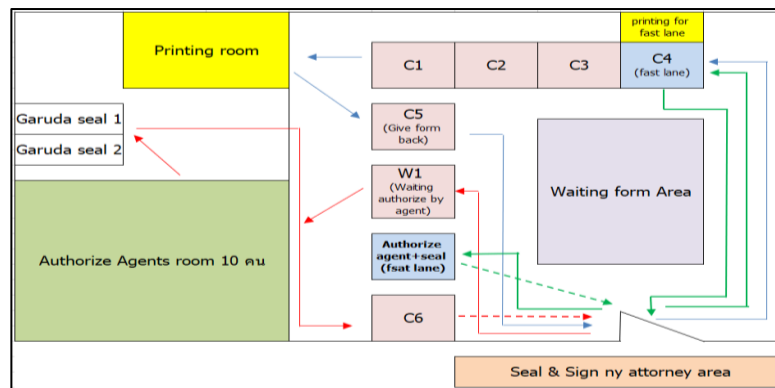 Printing room
printing for
fast lane
C1
C2
C3
C4
(fast lane)
Garuda seal 1
Garuda seal 2
C5
(Give form
back)
W1
(Waiting
authorize by
agent)
Waiting form Area
Authorize Agents room 10 คน
Authorize
agent+seal
(fsat lane)
C6
Seal & Sign ny attorney area